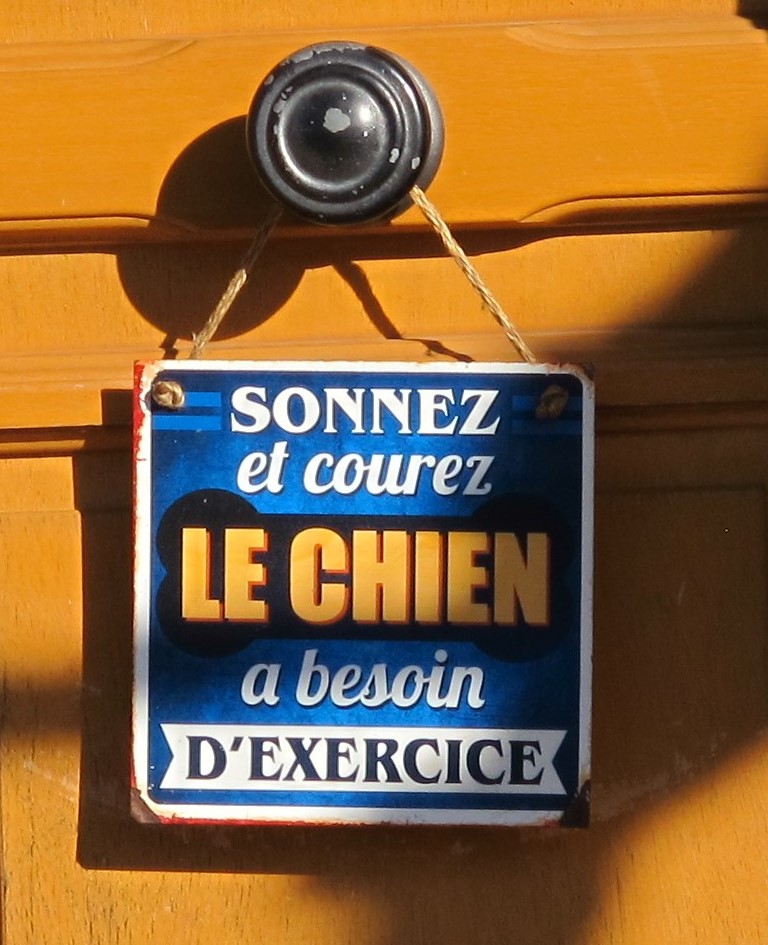 SONNEZ
et courez
LE CHIEN
a besoin
D'EXERCICE